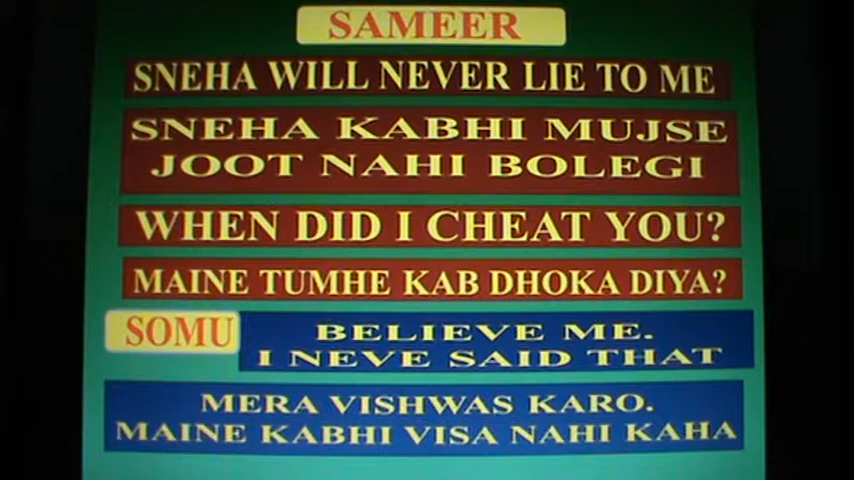 SAMEER
SNEHA WILL NEVER LIE TO ME
SNEHA KABHI MUJSE
JOOT NAHI BOLEGI
WHEN DID I CHEAT YOU?
MAINE TUMHE KAB DHOKA DIYA?
SOMU
BELIEVE ME.
I NEVE SAID THAT
MERA VISHWAS KARO.
MAINE KABHI VISA NAHI KAHA